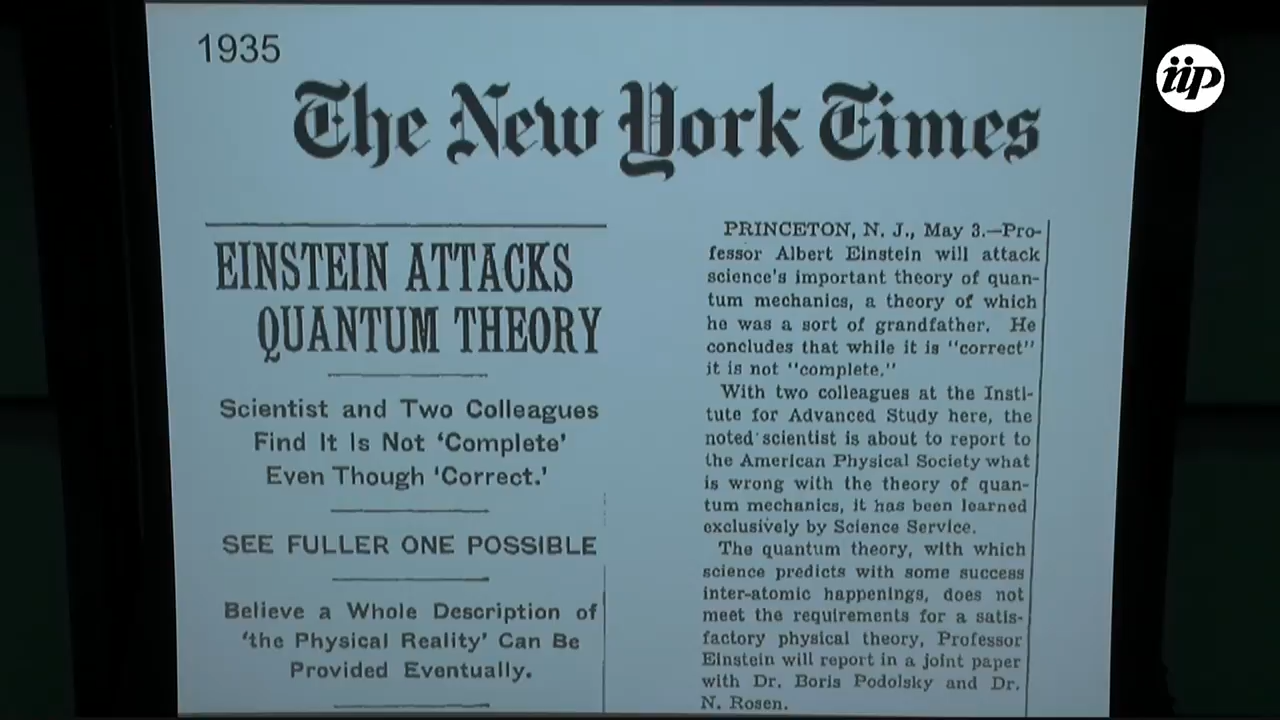 1935
iip
The New York Times
EINSTEIN ATTACKS
QUANTUM THEORY
Scientist and Two Colleagues
Find It Is Not 'Complete'
Even Though 'Correct.'
SEE FULLER ONE POSSIBLE
Believe a Whole Description of
'the Physical Reality' Can Be
Provided Eventually.
PRINCETON, N. J., May 3.—Pro-
fessor Albert Einstein will attack
science's important theory of quan-
tum mechanics, a theory of which
he was a sort of grandfather. He
concludes that while it is "correct"
it is not "complete."
With two colleagues at the Insti-
tute for Advanced Study here, the
noted scientist is about to report to
the American Physical Society what
is wrong with the theory of quan-
tum mechanics, it has been learned
exclusively by Science Service.
The quantum theory, with which
science predicts with some success
inter-atomic happenings, does not
meet the requirements for a satis-
factory physical theory, Professor
Einstein will report in a joint paper
with Dr. Boris Podolsky and Dr.
N. Rosen.